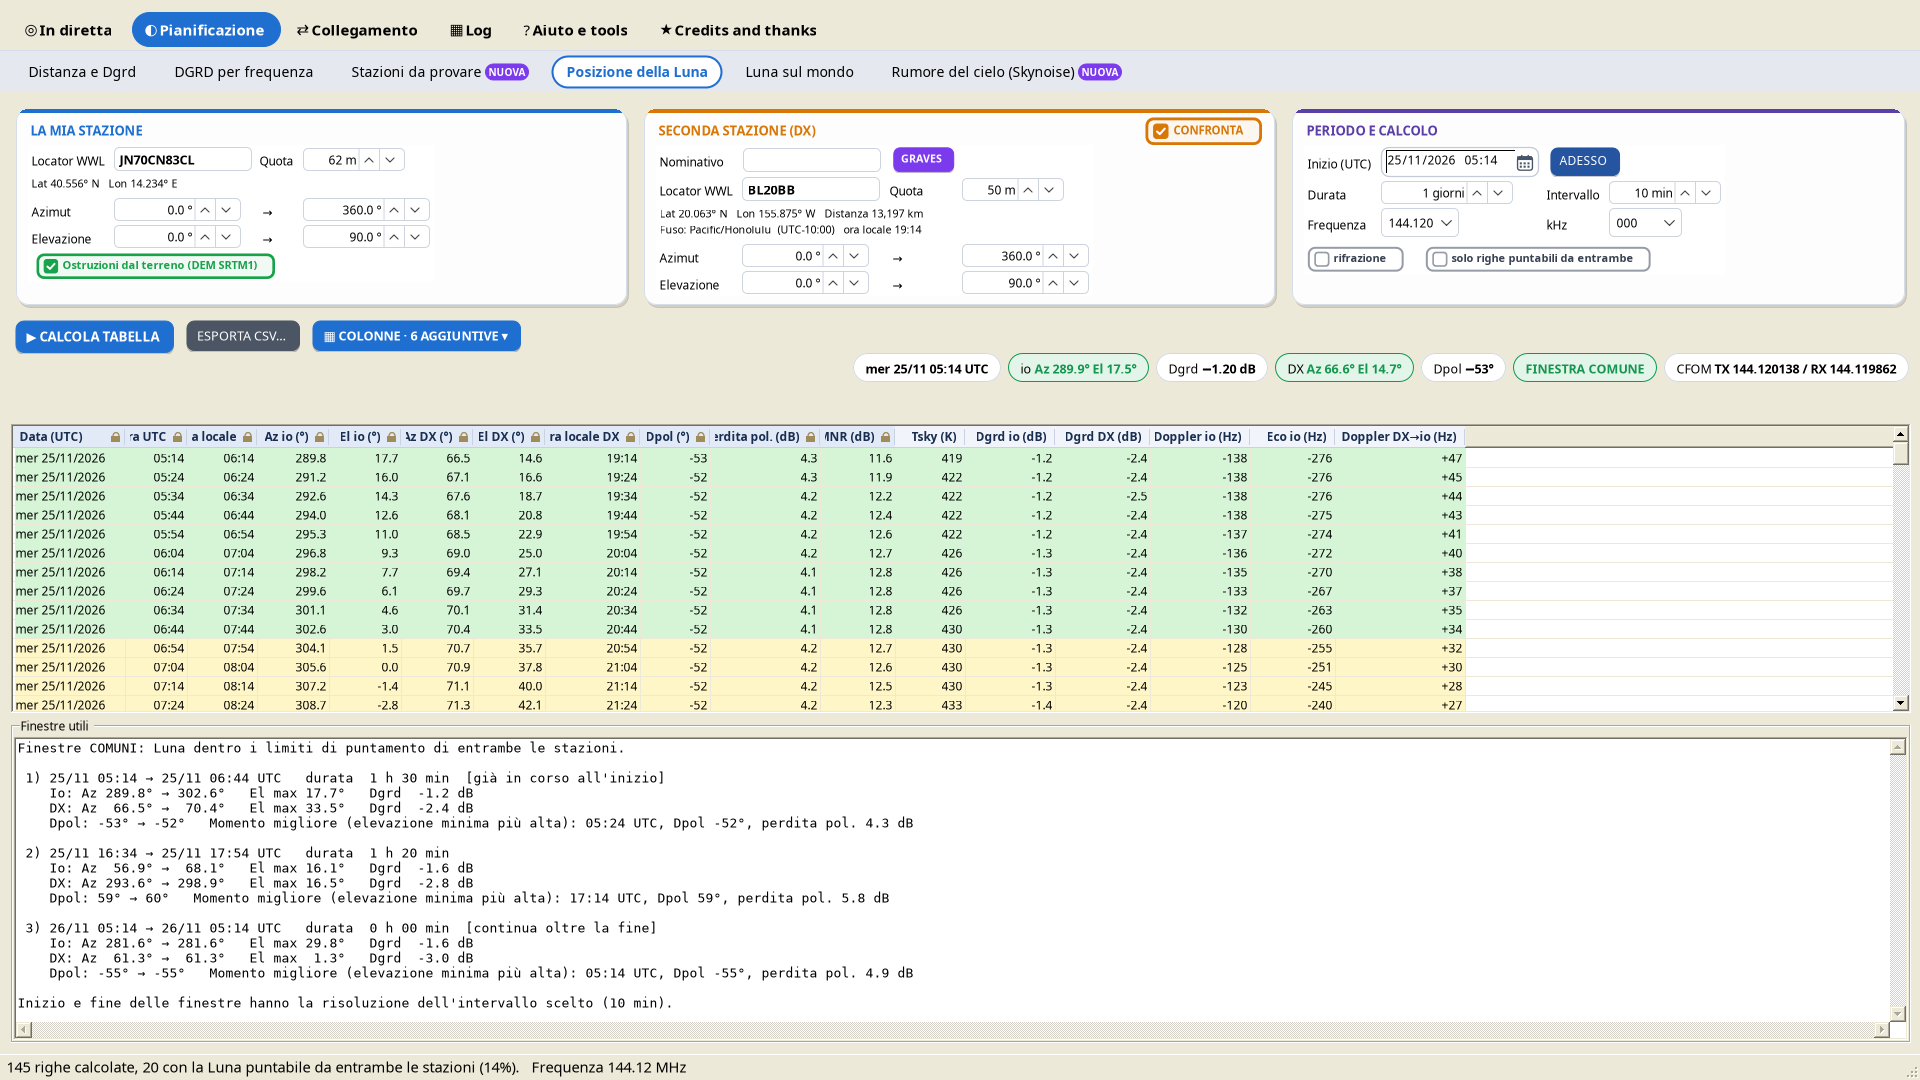 ◎ In diretta ◐ Pianificazione ⇄ Collegamento ▦ Log ? Aiuto e tools ★ Credits and thanks
Distanza e Dgrd DGRD per frequenza Stazioni da provare NUOVA Posizione della Luna Luna sul mondo Rumore del cielo (Skynoise) NUOVA
LA MIA STAZIONE
Locator WWL JN70CN83CL Quota 62 m
Lat 40.556° N Lon 14.234° E
Azimut 0.0 ° → 360.0 °
Elevazione 0.0 ° → 90.0 °
Ostruzioni dal terreno (DEM SRTM1)
SECONDA STAZIONE (DX) CONFRONTA
Nominativo GRAVES
Locator WWL BL20BB Quota 50 m
Lat 20.063° N Lon 155.875° W Distanza 13,197 km
Fuso: Pacific/Honolulu (UTC-10:00) ora locale 19:14
Azimut 0.0 ° → 360.0 °
Elevazione 0.0 ° → 90.0 °
PERIODO E CALCOLO
Inizio (UTC) 25/11/2026 05:14 ADESSO
Durata 1 giorni Intervallo 10 min
Frequenza 144.120 kHz 000
rifrazione solo righe puntabili da entrambe
▶ CALCOLA TABELLA ESPORTA CSV... ▦ COLONNE · 6 AGGIUNTIVE ▾
mer 25/11 05:14 UTC io Az 289.9° El 17.5° Dgrd −1.20 dB DX Az 66.6° El 14.7° Dpol −53° FINESTRA COMUNE CFOM TX 144.120138 / RX 144.119862
Data (UTC) ra UTC a locale Az io (°) El io (°) Az DX (°) El DX (°) ra locale DX Dpol (°) erdita pol. (dB) MNR (dB) Tsky (K) Dgrd io (dB) Dgrd DX (dB) Doppler io (Hz) Eco io (Hz) Doppler DX→io (Hz)
mer 25/11/2026 05:14 06:14 289.8 17.7 66.5 14.6 19:14 -53 4.3 11.6 419 -1.2 -2.4 -138 -276 +47
mer 25/11/2026 05:24 06:24 291.2 16.0 67.1 16.6 19:24 -52 4.3 11.9 422 -1.2 -2.4 -138 -276 +45
mer 25/11/2026 05:34 06:34 292.6 14.3 67.6 18.7 19:34 -52 4.2 12.2 422 -1.2 -2.5 -138 -276 +44
mer 25/11/2026 05:44 06:44 294.0 12.6 68.1 20.8 19:44 -52 4.2 12.4 422 -1.2 -2.4 -138 -275 +43
mer 25/11/2026 05:54 06:54 295.3 11.0 68.5 22.9 19:54 -52 4.2 12.6 422 -1.2 -2.4 -137 -274 +41
mer 25/11/2026 06:04 07:04 296.8 9.3 69.0 25.0 20:04 -52 4.2 12.7 426 -1.3 -2.4 -136 -272 +40
mer 25/11/2026 06:14 07:14 298.2 7.7 69.4 27.1 20:14 -52 4.1 12.8 426 -1.3 -2.4 -135 -270 +38
mer 25/11/2026 06:24 07:24 299.6 6.1 69.7 29.3 20:24 -52 4.1 12.8 426 -1.3 -2.4 -133 -267 +37
mer 25/11/2026 06:34 07:34 301.1 4.6 70.1 31.4 20:34 -52 4.1 12.8 426 -1.3 -2.4 -132 -263 +35
mer 25/11/2026 06:44 07:44 302.6 3.0 70.4 33.5 20:44 -52 4.1 12.8 430 -1.3 -2.4 -130 -260 +34
mer 25/11/2026 06:54 07:54 304.1 1.5 70.7 35.7 20:54 -52 4.2 12.7 430 -1.3 -2.4 -128 -255 +32
mer 25/11/2026 07:04 08:04 305.6 0.0 70.9 37.8 21:04 -52 4.2 12.6 430 -1.3 -2.4 -125 -251 +30
mer 25/11/2026 07:14 08:14 307.2 -1.4 71.1 40.0 21:14 -52 4.2 12.5 430 -1.3 -2.4 -123 -245 +28
mer 25/11/2026 07:24 08:24 308.7 -2.8 71.3 42.1 21:24 -52 4.2 12.3 433 -1.4 -2.4 -120 -240 +27
Finestre utili
Finestre COMUNI: Luna dentro i limiti di puntamento di entrambe le stazioni.
1) 25/11 05:14 → 25/11 06:44 UTC durata 1 h 30 min [già in corso all'inizio]
Io: Az 289.8° → 302.6° El max 17.7° Dgrd -1.2 dB
DX: Az 66.5° → 70.4° El max 33.5° Dgrd -2.4 dB
Dpol: -53° → -52° Momento migliore (elevazione minima più alta): 05:24 UTC, Dpol -52°, perdita pol. 4.3 dB
2) 25/11 16:34 → 25/11 17:54 UTC durata 1 h 20 min
Io: Az 56.9° → 68.1° El max 16.1° Dgrd -1.6 dB
DX: Az 293.6° → 298.9° El max 16.5° Dgrd -2.8 dB
Dpol: 59° → 60° Momento migliore (elevazione minima più alta): 17:14 UTC, Dpol 59°, perdita pol. 5.8 dB
3) 26/11 05:14 → 26/11 05:14 UTC durata 0 h 00 min [continua oltre la fine]
Io: Az 281.6° → 281.6° El max 29.8° Dgrd -1.6 dB
DX: Az 61.3° → 61.3° El max 1.3° Dgrd -3.0 dB
Dpol: -55° → -55° Momento migliore (elevazione minima più alta): 05:14 UTC, Dpol -55°, perdita pol. 4.9 dB
Inizio e fine delle finestre hanno la risoluzione dell'intervallo scelto (10 min).
145 righe calcolate, 20 con la Luna puntabile da entrambe le stazioni (14%). Frequenza 144.12 MHz